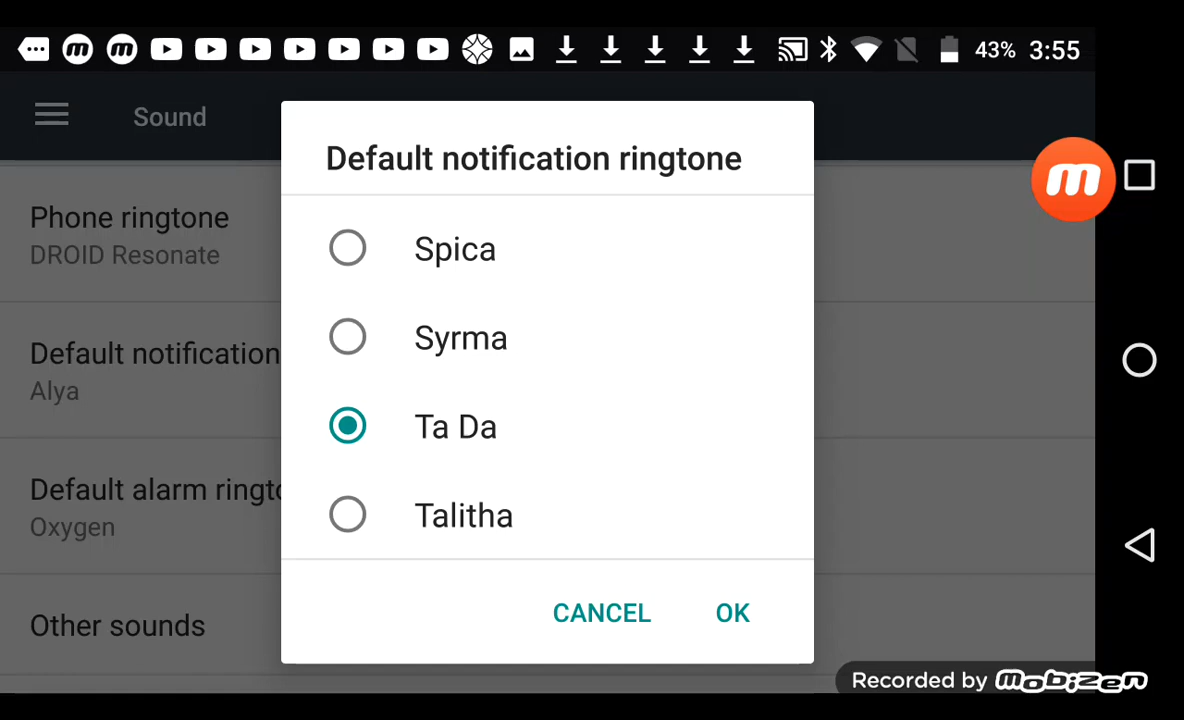 43% 3:55
Sound
Default notification ringtone
Phone ringtone
DROID Resonate
Spica
Syrma
Default notification
Alya
Ta Da
Default alarm ringto
Oxygen
Talitha
Other sounds
CANCEL OK
Recorded by mobizen